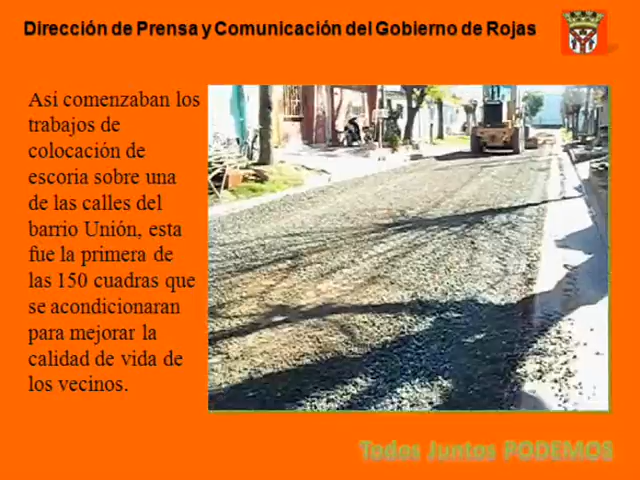 Dirección de Prensa y Comunicación del Gobierno de Rojas
Asi comenzaban los
trabajos de
colocación de
escoria sobre una
de las calles del
barrio Unión, esta
fue la primera de
las 150 cuadras que
se acondicionaran
para mejorar la
calidad de vida de
los vecinos.
Todos Juntos PODEMOS